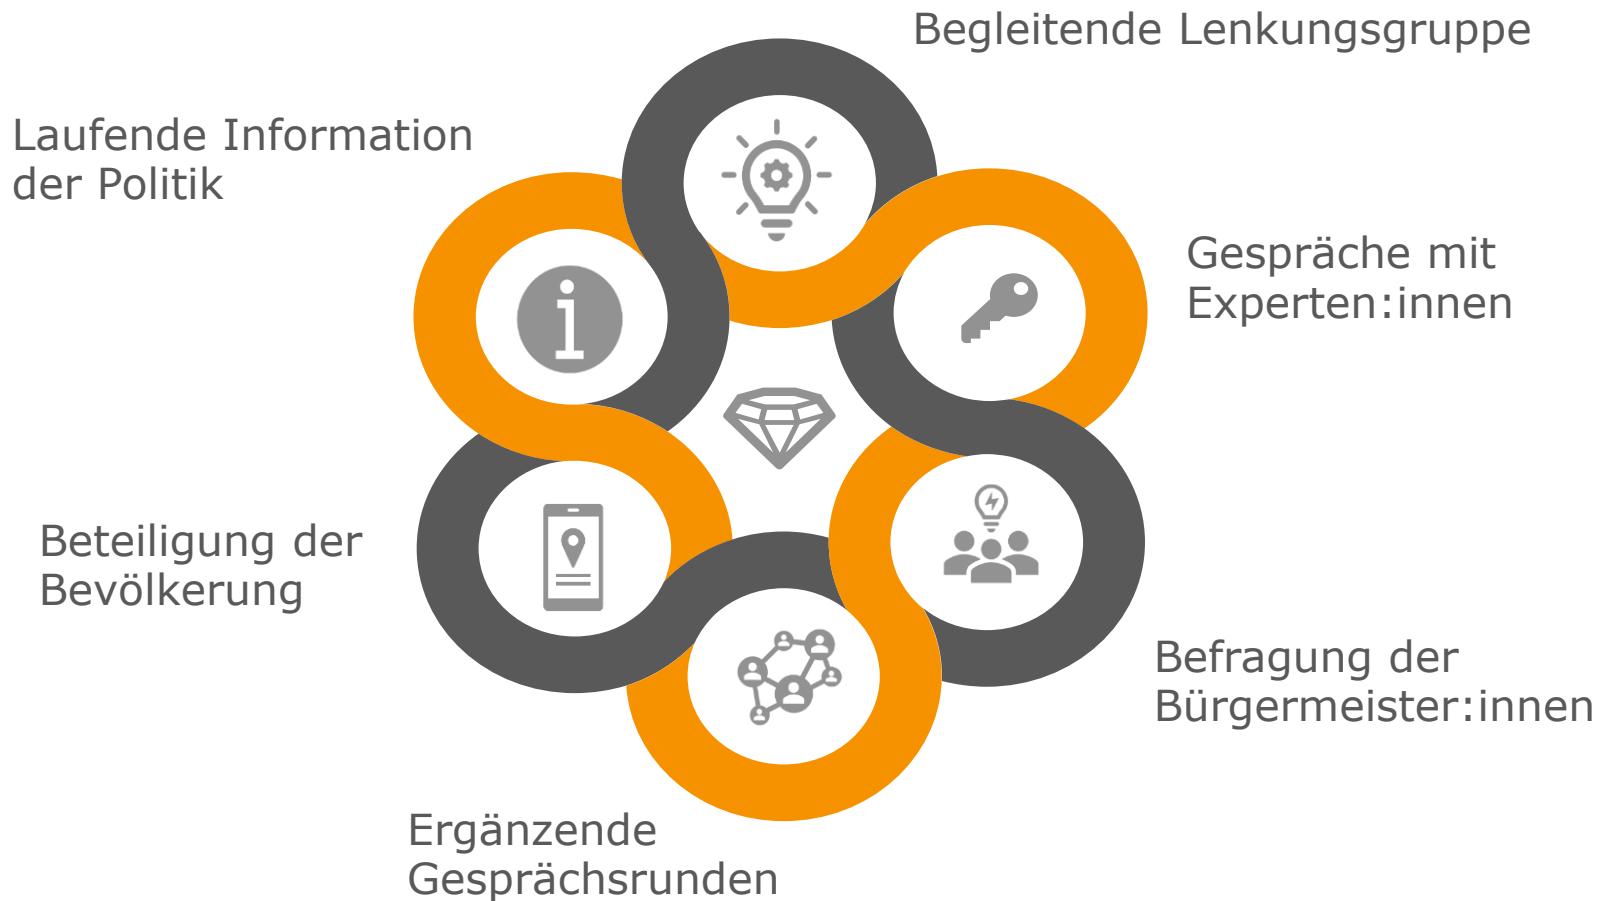 Begleitende Lenkungsgruppe
Laufende Information
der Politik
Gespräche mit
Experten:innen
Beteiligung der
Bevölkerung
Befragung der
Bürgermeister:innen
Ergänzende
Gesprächsrunden